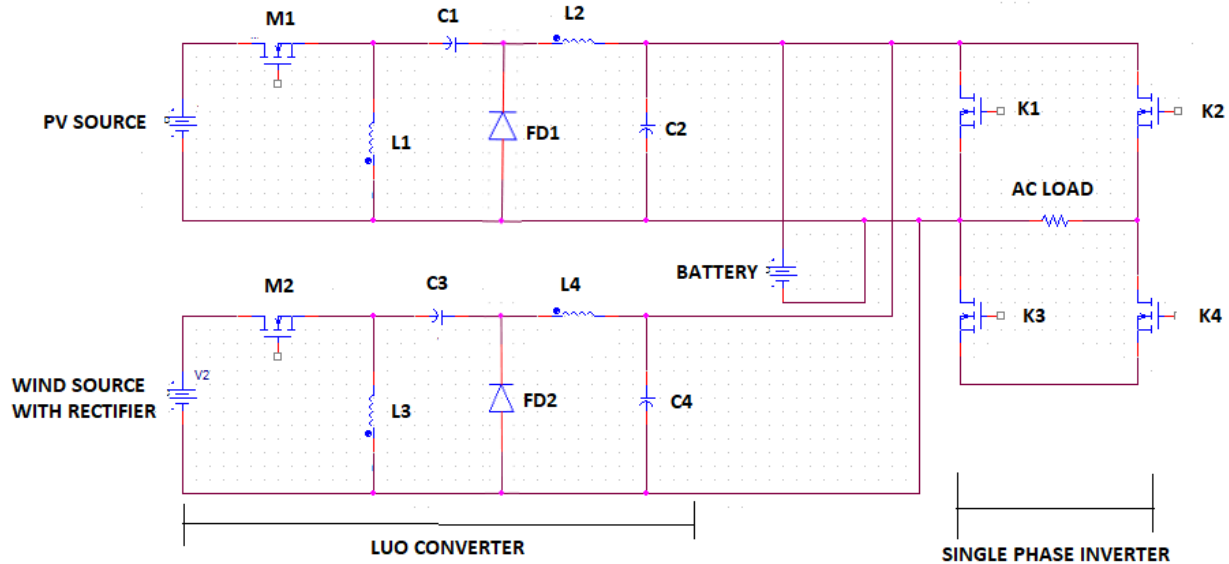 M1
C1
L2
PV SOURCE
L1
FD1
C2
K1
K2
AC LOAD
BATTERY
M2
C3
L4
K3
K4
V2
WIND SOURCE
WITH RECTIFIER
L3
FD2
C4
LUO CONVERTER
SINGLE PHASE INVERTER